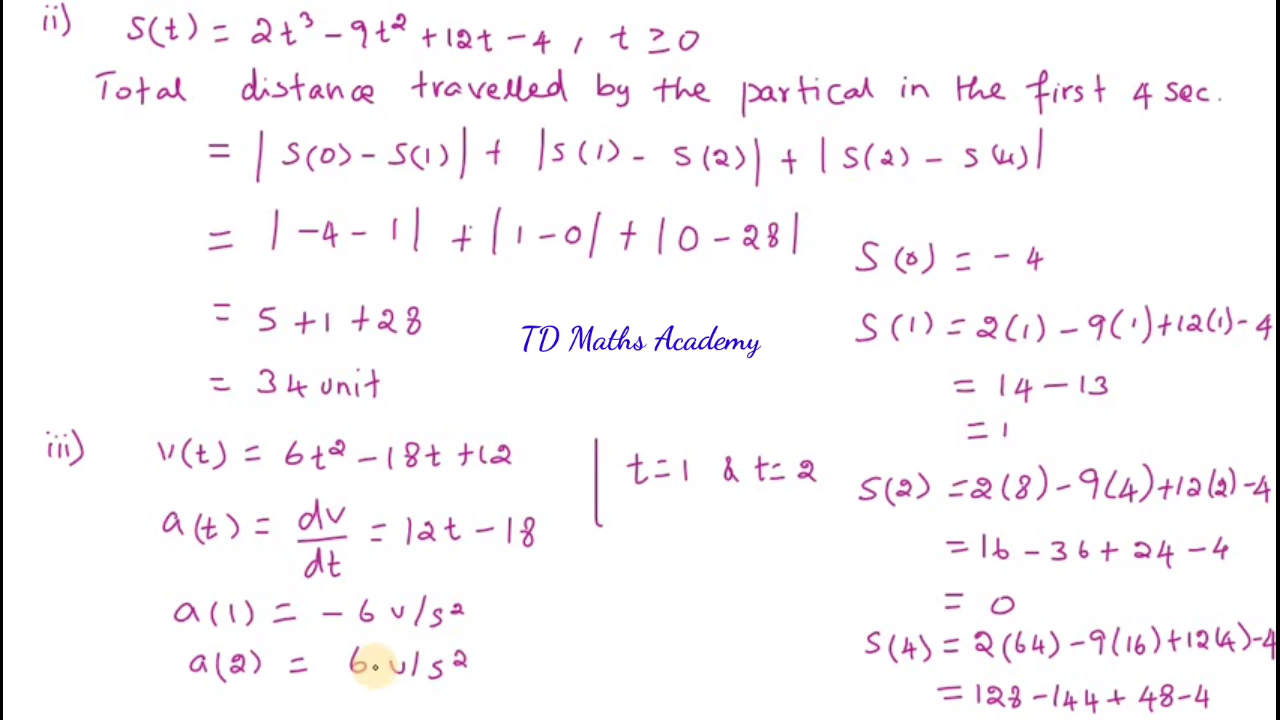 ii) S(t) = 2t³ - 9t² + 12t - 4 , t ≥ 0
Total distance travelled by the partical in the first 4 sec.
= |S(0) - S(1)| + |S(1) - S(2)| + |S(2) - S(4)|
= |-4 - 1| + |1 - 0| + |0 - 28|
= 5 + 1 + 28
= 34 unit
TD Maths Academy
iii) v(t) = 6t² - 18t + 12
t = 1 & t = 2
a(t) = dv/dt = 12t - 18
a(1) = - 6 u/s²
a(2) = 6 u/s²
S(0) = - 4
S(1) = 2(1) - 9(1) + 12(1) - 4
= 14 - 13
= 1
S(2) = 2(8) - 9(4) + 12(2) - 4
= 16 - 36 + 24 - 4
= 0
S(4) = 2(64) - 9(16) + 12(4) - 4
= 128 - 144 + 48 - 4